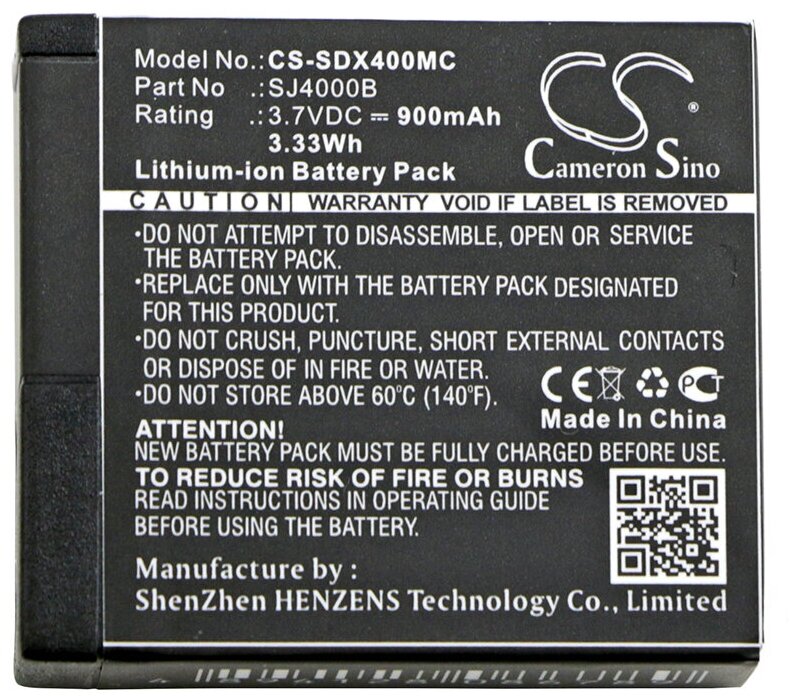 Model No.: CS-SDX400MC
Part No : SJ4000B
Rating : 3.7VDC ⎓ 900mAh
3.33Wh
Lithium-ion Battery Pack
CS®
Cameron Sino
CAUTION WARRANTY VOID IF LABEL IS REMOVED
•DO NOT ATTEMPT TO DISASSEMBLE, OPEN OR SERVICE
THE BATTERY PACK.
•REPLACE ONLY WITH THE BATTERY PACK DESIGNATED
FOR THIS PRODUCT.
•DO NOT CRUSH, PUNCTURE, SHORT EXTERNAL CONTACTS
OR DISPOSE OF IN FIRE OR WATER.
•DO NOT STORE ABOVE 60°C (140°F).
CE PCT
Made In China
ATTENTION!
NEW BATTERY PACK MUST BE FULLY CHARGED BEFORE USE.
TO REDUCE RISK OF FIRE OR BURNS
READ INSTRUCTIONS IN OPERATING GUIDE
BEFORE USING THE BATTERY.
Manufacture by :
ShenZhen HENZENS Technology Co., Limited